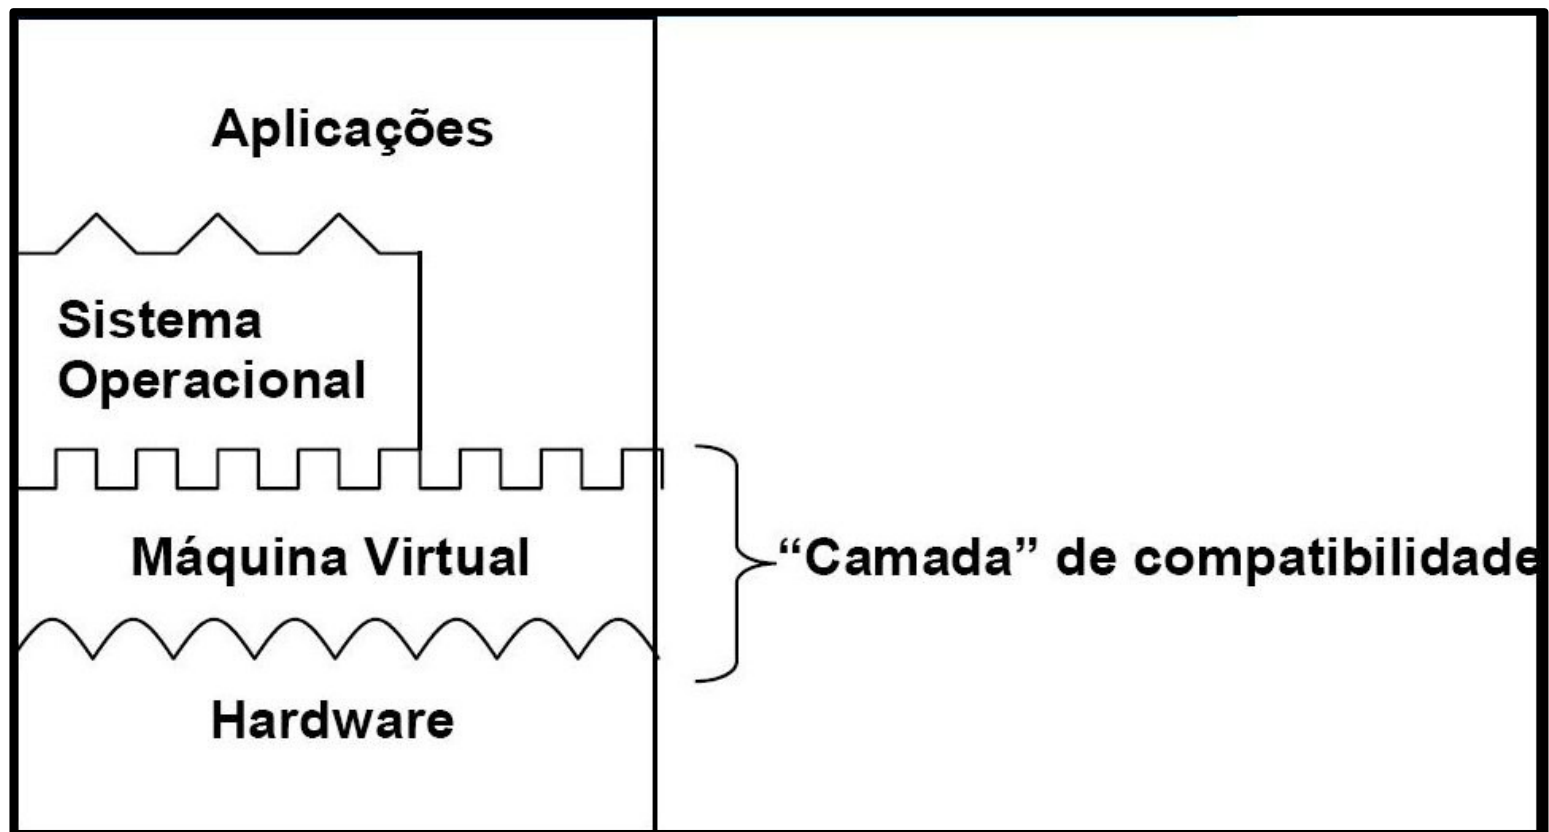 Aplicações
Sistema
Operacional
Máquina Virtual
“Camada” de compatibilidade
Hardware